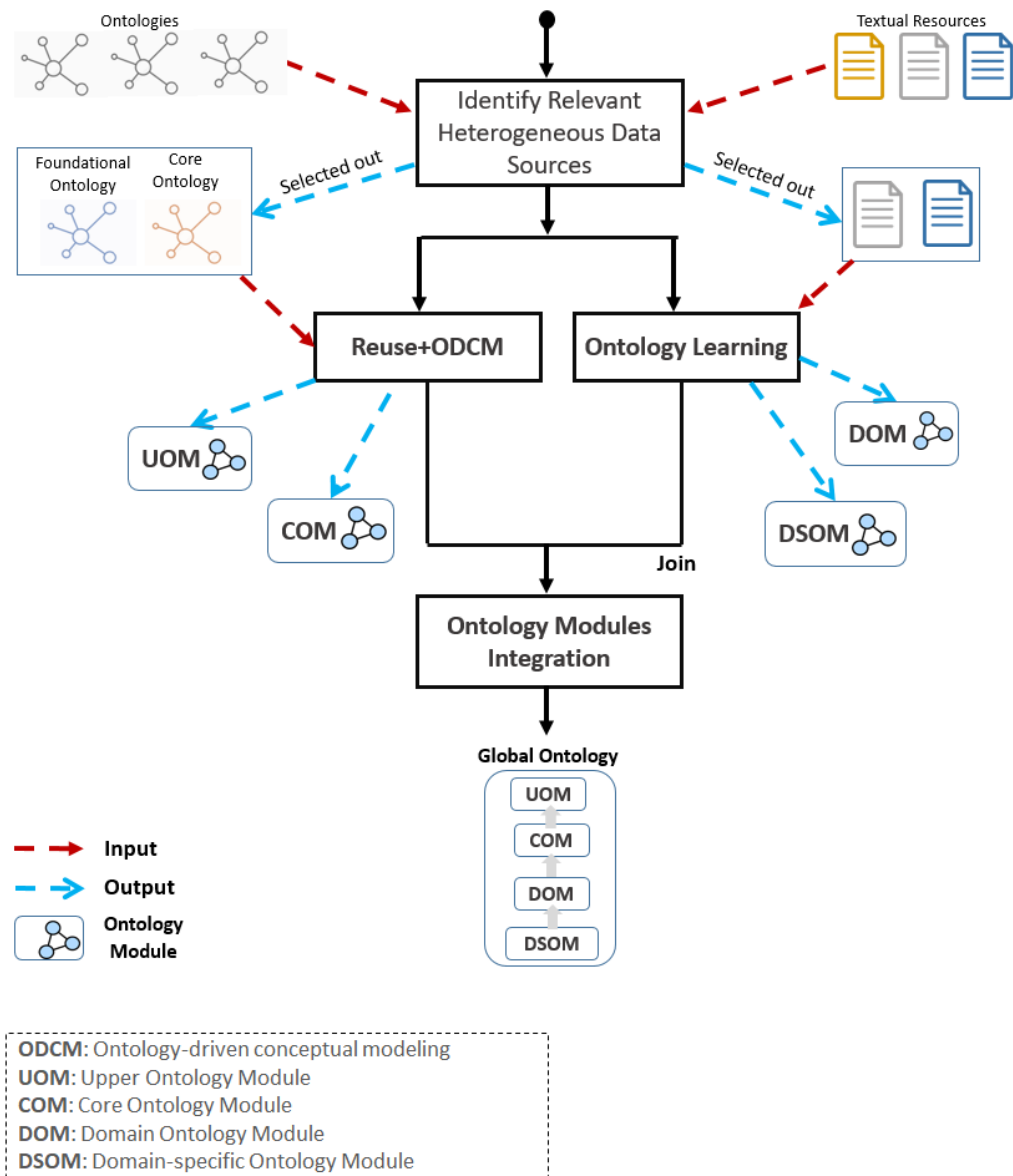 Ontologies
Textual Resources
Identify Relevant
Heterogeneous Data
Sources
Foundational
Ontology
Core
Ontology
Selected out
Selected out
Reuse+ODCM
Ontology Learning
UOM
DOM
COM
DSOM
Join
Ontology Modules
Integration
Global Ontology
UOM
COM
DOM
DSOM
Input
Output
Ontology
Module
ODCM: Ontology-driven conceptual modeling
UOM: Upper Ontology Module
COM: Core Ontology Module
DOM: Domain Ontology Module
DSOM: Domain-specific Ontology Module